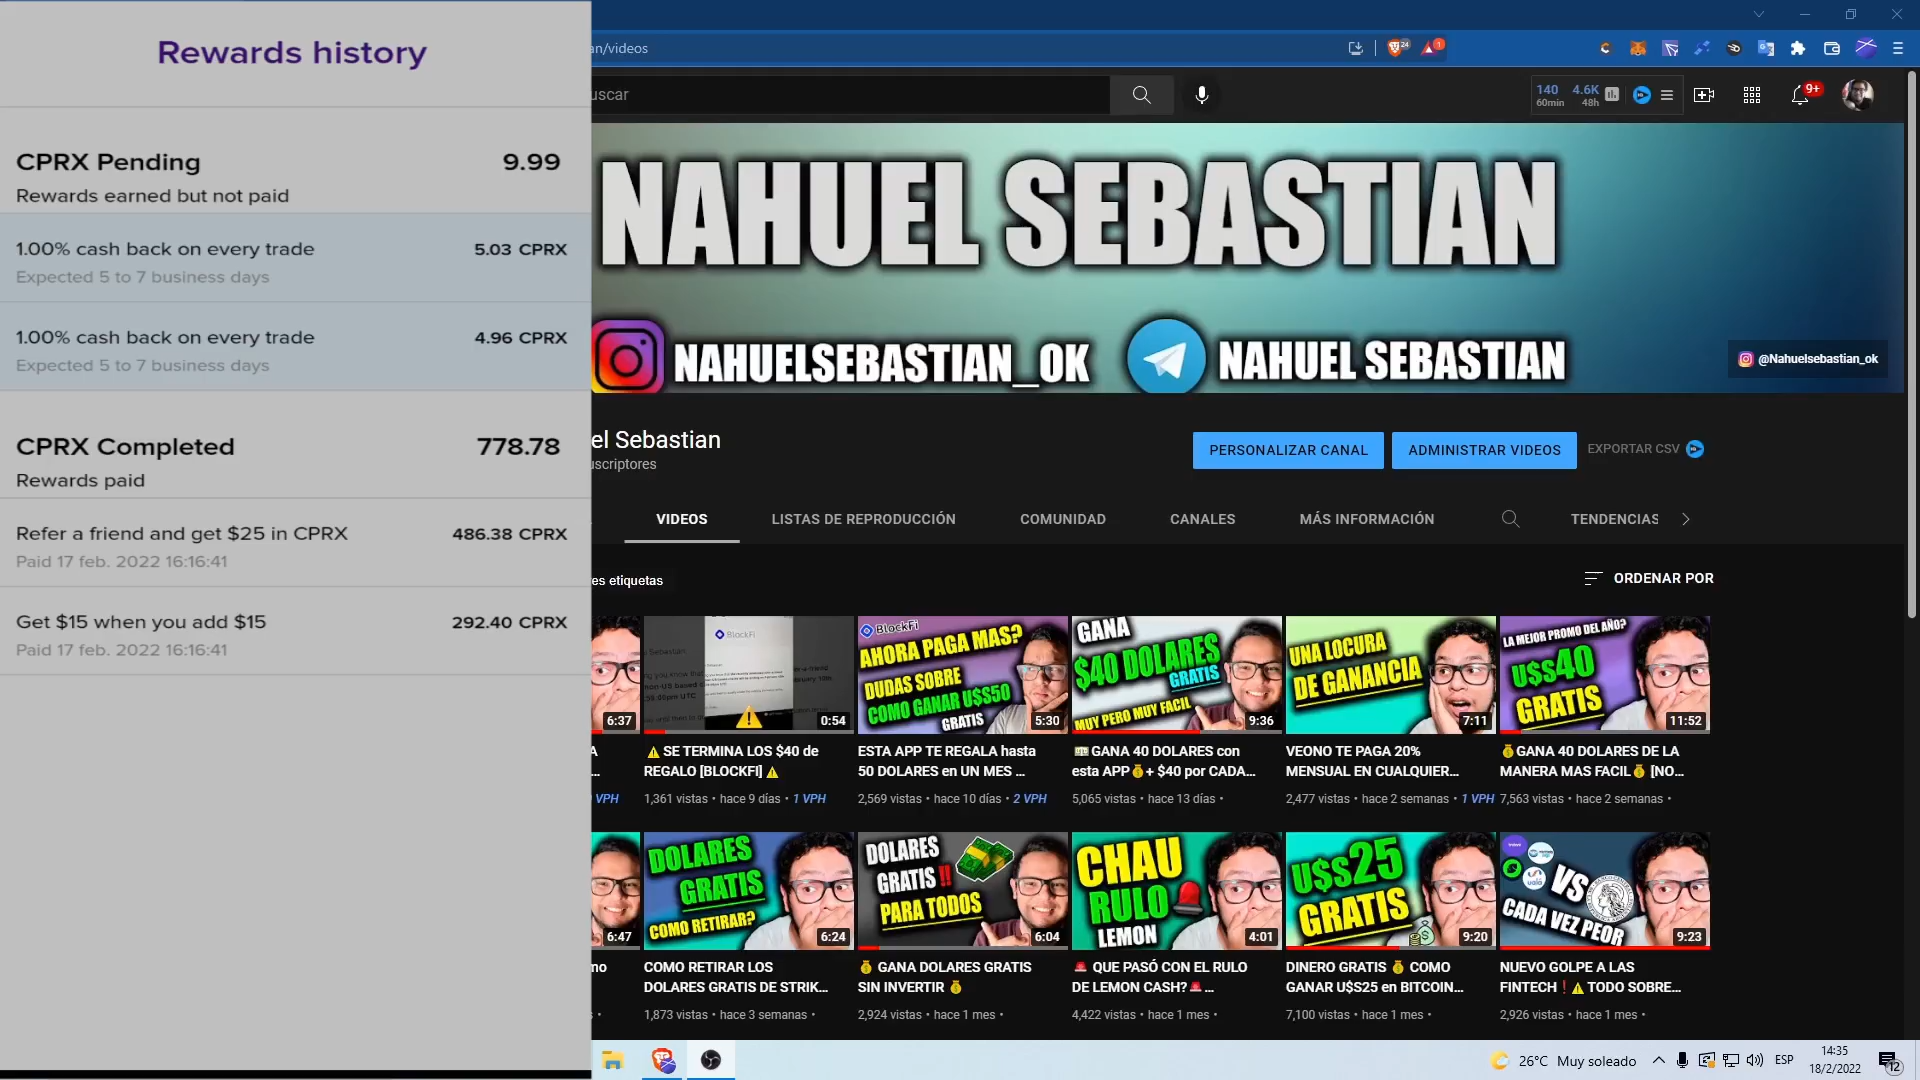 Rewards history
CPRX Pending 9.99
Rewards earned but not paid
1.00% cash back on every trade 5.03 CPRX
Expected 5 to 7 business days
1.00% cash back on every trade 4.96 CPRX
Expected 5 to 7 business days
CPRX Completed 778.78
Rewards paid
Refer a friend and get $25 in CPRX 486.38 CPRX
Paid 17 feb. 2022 16:16:41
Get $15 when you add $15 292.40 CPRX
Paid 17 feb. 2022 16:16:41
an/videos
24 1
uscar
140 4.6K
60min 48h
9+
NAHUEL SEBASTIAN
NAHUELSEBASTIAN_OK NAHUEL SEBASTIAN
@Nahuelsebastian_ok
el Sebastian
uscriptores
PERSONALIZAR CANAL ADMINISTRAR VIDEOS EXPORTAR CSV
VIDEOS LISTAS DE REPRODUCCIÓN COMUNIDAD CANALES MÁS INFORMACIÓN TENDENCIAS
es etiquetas
ORDENAR POR
6:37
BlockFi
0:54
BlockFi
AHORA PAGA MAS?
DUDAS SOBRE
COMO GANAR U$S50
GRATIS
5:30
GANA
$40 DOLARES
GRATIS
MUY PERO MUY FACIL
9:36
UNA LOCURA
DE GANANCIA
7:11
LA MEJOR PROMO DEL AÑO?
U$S40
GRATIS
11:52
A
...
VPH
⚠️SE TERMINA LOS $40 de
REGALO [BLOCKFI] ⚠️
1,361 vistas • hace 9 días • 1 VPH
ESTA APP TE REGALA hasta
50 DOLARES en UN MES ...
2,569 vistas • hace 10 días • 2 VPH
💵GANA 40 DOLARES con
esta APP💰+ $40 por CADA...
5,065 vistas • hace 13 días •
VEONO TE PAGA 20%
MENSUAL EN CUALQUIER...
2,477 vistas • hace 2 semanas • 1 VPH
💰GANA 40 DOLARES DE LA
MANERA MAS FACIL💰 [NO...
7,563 vistas • hace 2 semanas •
6:47
DOLARES
GRATIS
COMO RETIRAR?
6:24
DOLARES
GRATIS‼️
PARA TODOS
6:04
CHAU
RULO
LEMON
4:01
U$S25
GRATIS
9:20
ualá
VS
CADA VEZ PEOR
9:23
mo
...
COMO RETIRAR LOS
DOLARES GRATIS DE STRIK...
1,873 vistas • hace 3 semanas •
💰 GANA DOLARES GRATIS
SIN INVERTIR 💰
2,924 vistas • hace 1 mes •
🚨 QUE PASÓ CON EL RULO
DE LEMON CASH?🚨...
4,422 vistas • hace 1 mes •
DINERO GRATIS 💰 COMO
GANAR U$S25 en BITCOIN...
7,100 vistas • hace 1 mes •
NUEVO GOLPE A LAS
FINTECH❗⚠️ TODO SOBRE...
2,926 vistas • hace 1 mes •
26°C Muy soleado
ESP
14:35
18/2/2022
12